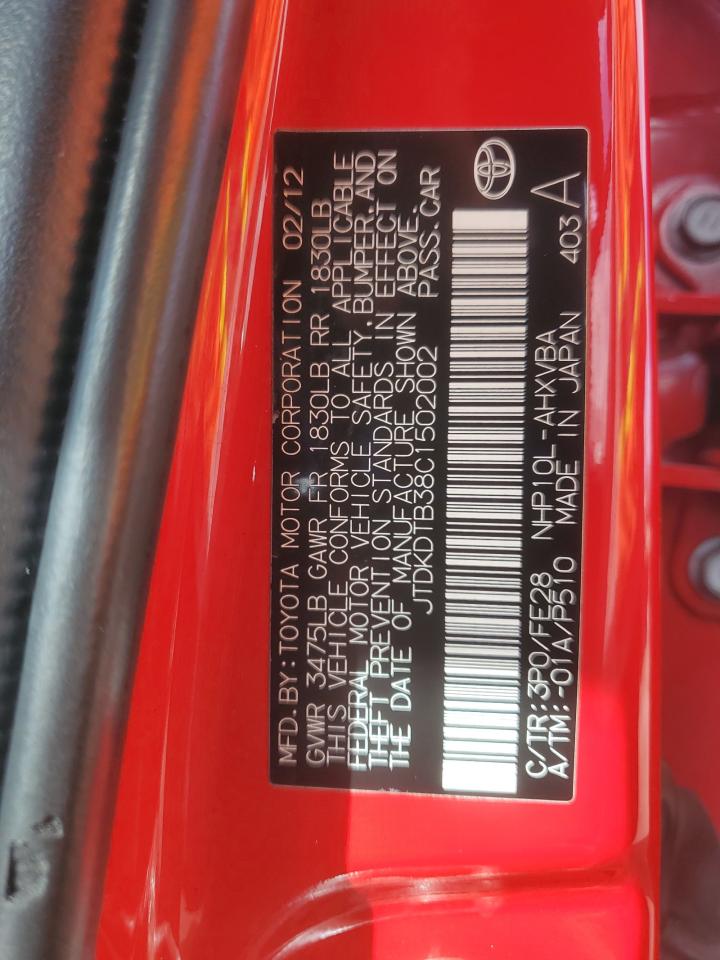 MFD.BY:TOYOTA MOTOR CORPORATION 02/12
GVWR 3475LB GAWR FR 1830LB RR 1830LB
THIS VEHICLE CONFORMS TO ALL APPLICABLE
FEDERAL MOTOR VEHICLE SAFETY,BUMPER,AND
THEFT PREVENTION STANDARDS IN EFFECT ON
THE DATE OF MANUFACTURE SHOWN ABOVE.
JTDKDTB38C1502002 PASS.CAR
C/TR:3P0/FE28 NHP10L-AHXVBA
A/TM:-01A/P510 MADE IN JAPAN 403 A